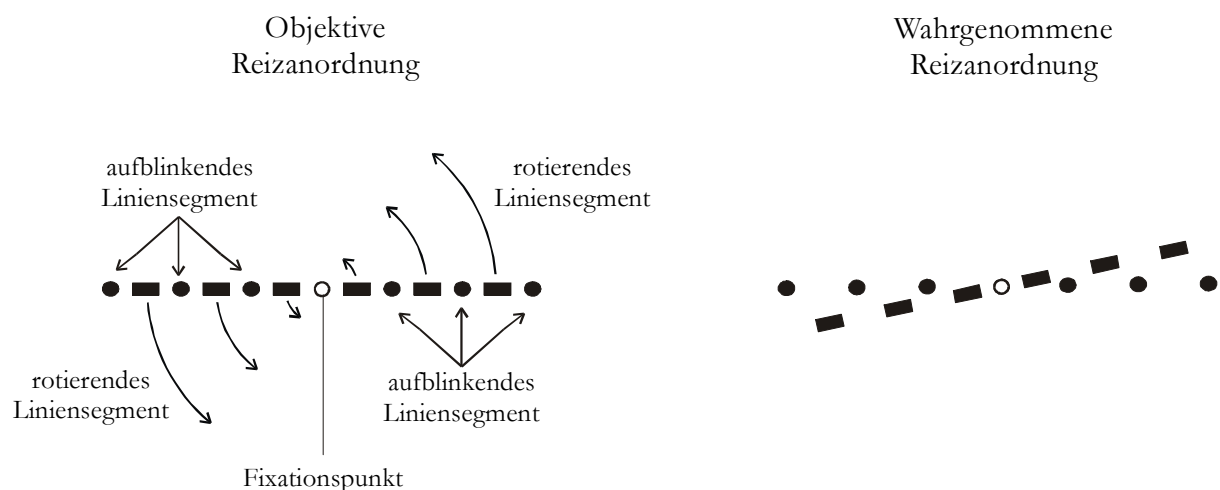 Objektive
Reizanordnung
Wahrgenommene
Reizanordnung
aufblinkendes
Liniensegment
rotierendes
Liniensegment
rotierendes
Liniensegment
aufblinkendes
Liniensegment
Fixationspunkt